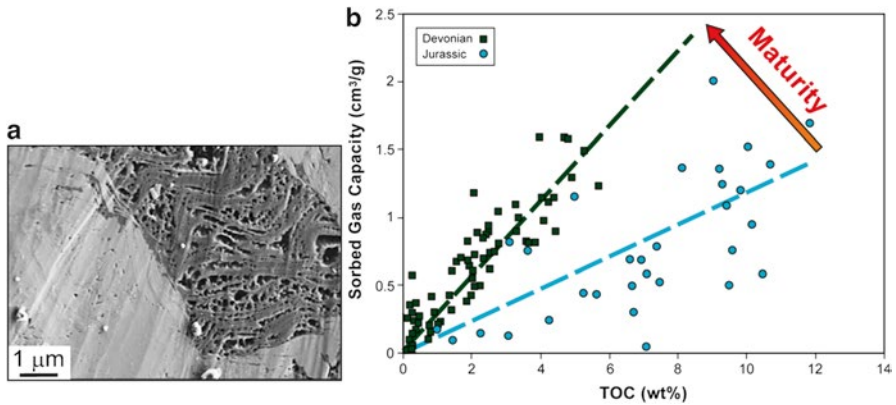 a
1 μm
b
Devonian
Jurassic
Maturity
Sorbed Gas Capacity (cm³/g)
2.5
2
1.5
1
0.5
0
0
2
4
6
8
10
12
14
TOC (wt%)